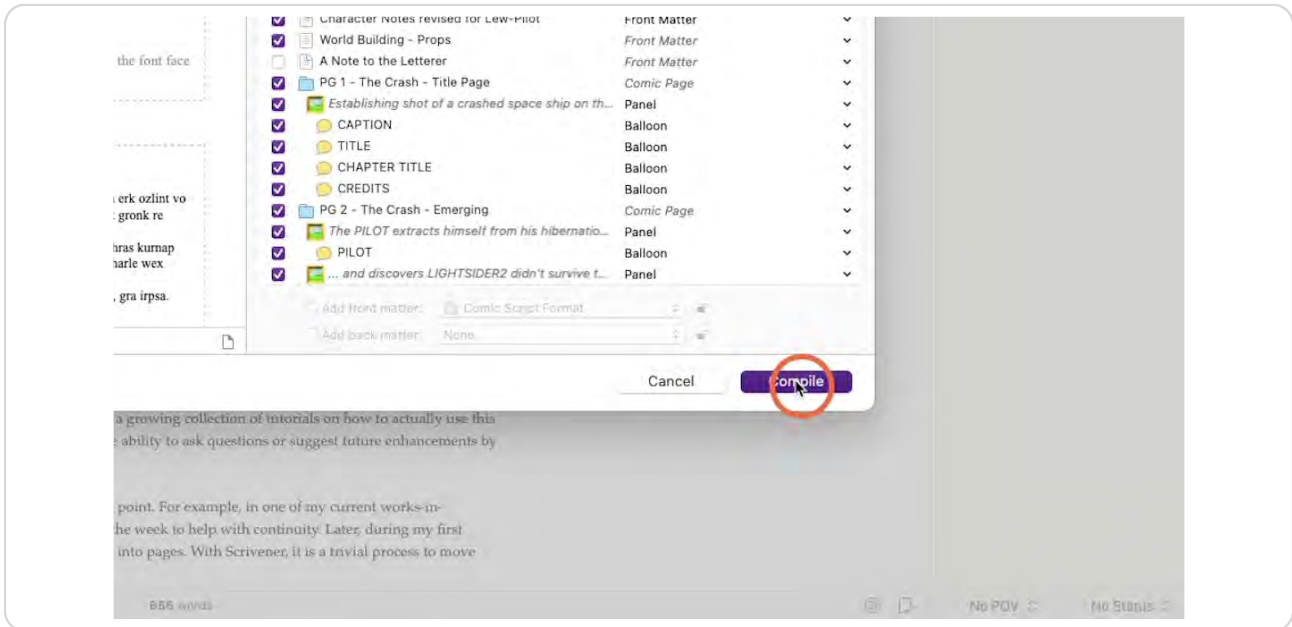 the font face
erk ozlint vo
gronk re
hras kurnap
harle wex
, gra irpsa.
Character Notes revised for Lew-Pilot Front Matter
World Building - Props Front Matter
A Note to the Letterer Front Matter
PG 1 - The Crash - Title Page Comic Page
Establishing shot of a crashed space ship on th... Panel
CAPTION Balloon
TITLE Balloon
CHAPTER TITLE Balloon
CREDITS Balloon
PG 2 - The Crash - Emerging Comic Page
The PILOT extracts himself from his hibernatio... Panel
PILOT Balloon
... and discovers LIGHTSIDER2 didn't survive t... Panel
Add front matter: Comic Script Format
Add back matter: None
Cancel Compile
a growing collection of tutorials on how to actually use this
ability to ask questions or suggest future enhancements by
point. For example, in one of my current works-in-
the week to help with continuity. Later, during my first
into pages. With Scrivener, it is a trivial process to move
656 words No POV No Status